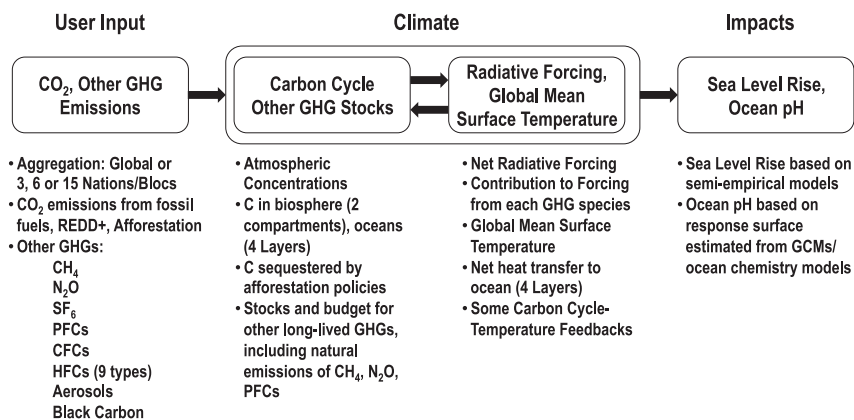 User Input
Climate
Impacts
CO₂, Other GHG
Emissions
Carbon Cycle
Other GHG Stocks
Radiative Forcing,
Global Mean
Surface Temperature
Sea Level Rise,
Ocean pH
• Aggregation: Global or
3, 6 or 15 Nations/Blocs
• CO₂ emissions from fossil
fuels, REDD+, Afforestation
• Other GHGs:
CH₄
N₂O
SF₆
PFCs
CFCs
HFCs (9 types)
Aerosols
Black Carbon
• Atmospheric
Concentrations
• C in biosphere (2
compartments), oceans
(4 Layers)
• C sequestered by
afforestation policies
• Stocks and budget for
other long-lived GHGs,
including natural
emissions of CH₄, N₂O,
PFCs
• Net Radiative Forcing
• Contribution to Forcing
from each GHG species
• Global Mean Surface
Temperature
• Net heat transfer to
ocean (4 Layers)
• Some Carbon Cycle-
Temperature Feedbacks
• Sea Level Rise based on
semi-empirical models
• Ocean pH based on
response surface
estimated from GCMs/
ocean chemistry models